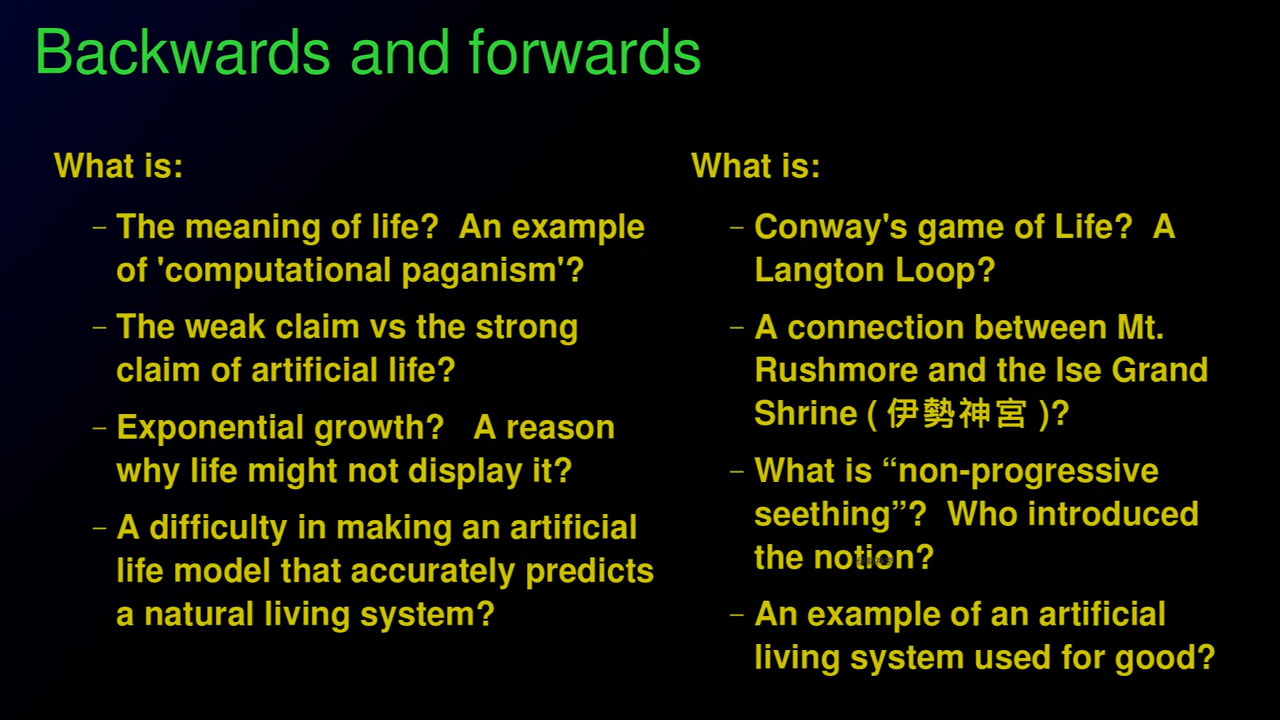 Backwards and forwards
What is:
– The meaning of life?  An example
of 'computational paganism'?
– The weak claim vs the strong
claim of artificial life?
– Exponential growth?   A reason
why life might not display it?
– A difficulty in making an artificial
life model that accurately predicts
a natural living system?
What is:
– Conway's game of Life?  A
Langton Loop?
– A connection between Mt.
Rushmore and the Ise Grand
Shrine ( 伊勢神宮 )?
– What is “non-progressive
seething”?  Who introduced
the notion?
– An example of an artificial
living system used for good?